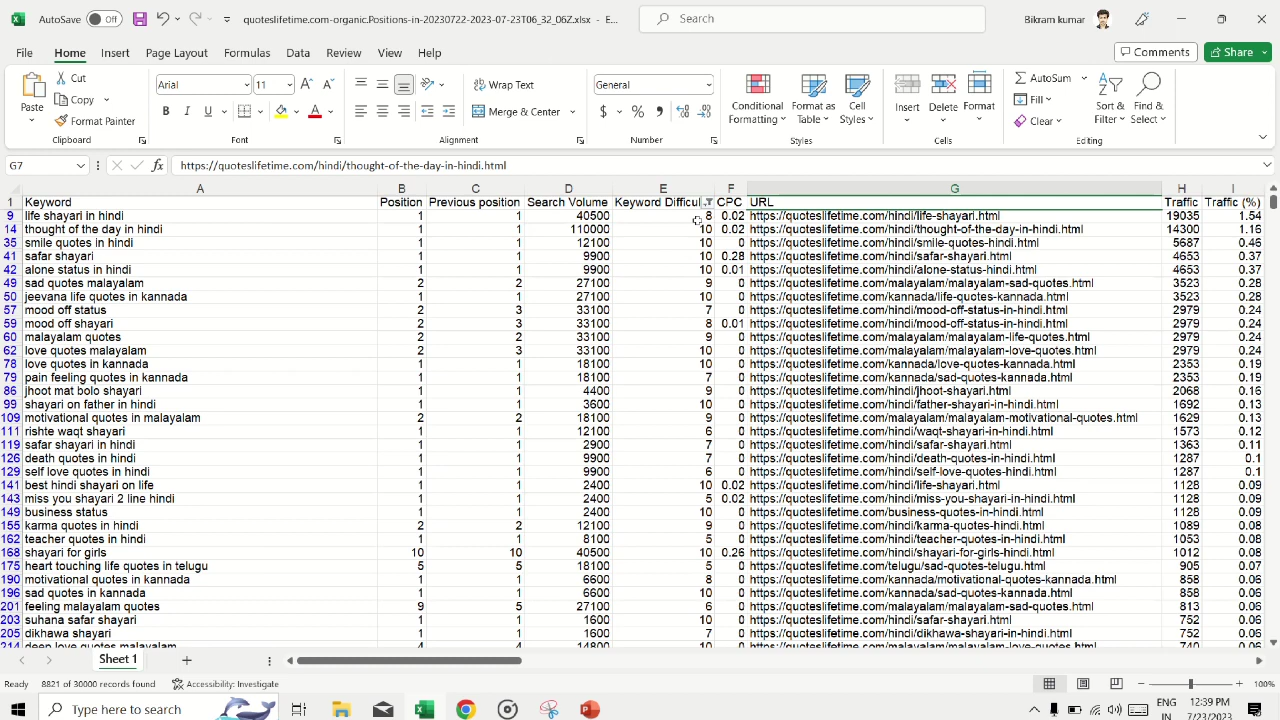 AutoSave Off quoteslifetime.com-organic.Positions-in-20230722-2023-07-23T06_32_06Z.xlsx - E... Search Bikram kumar
File Home Insert Page Layout Formulas Data Review View Help Comments Share
Paste Cut Copy Format Painter Clipboard
Arial 11 B I U A Font
Wrap Text Merge & Center Alignment
General $ % Number
Conditional Formatting Format as Table Cell Styles Styles
Insert Delete Format Cells
AutoSum Fill Clear Sort & Filter Find & Select Editing
G7 fx https://quoteslifetime.com/hindi/thought-of-the-day-in-hindi.html
A B C D E F G H I
1 Keyword Position Previous position Search Volume Keyword Difficul CPC URL Traffic Traffic (%)
9 life shayari in hindi 1 1 40500 8 0.02 https://quoteslifetime.com/hindi/life-shayari.html 19035 1.54
14 thought of the day in hindi 1 1 110000 10 0.02 https://quoteslifetime.com/hindi/thought-of-the-day-in-hindi.html 14300 1.16
35 smile quotes in hindi 1 1 12100 10 0 https://quoteslifetime.com/hindi/smile-quotes-hindi.html 5687 0.46
41 safar shayari 1 1 9900 10 0.28 https://quoteslifetime.com/hindi/safar-shayari.html 4653 0.37
42 alone status in hindi 1 1 9900 10 0.01 https://quoteslifetime.com/hindi/alone-status-hindi.html 4653 0.37
48 sad quotes malayalam 2 2 27100 9 0 https://quoteslifetime.com/malayalam/malayalam-sad-quotes.html 3523 0.28
50 jeevana life quotes in kannada 1 1 27100 10 0 https://quoteslifetime.com/kannada/life-quotes-kannada.html 3523 0.28
57 mood off status 2 3 33100 7 0 https://quoteslifetime.com/hindi/mood-off-status-in-hindi.html 2979 0.24
59 mood off shayari 2 3 33100 8 0.01 https://quoteslifetime.com/hindi/mood-off-status-in-hindi.html 2979 0.24
60 malayalam quotes 2 2 33100 9 0 https://quoteslifetime.com/malayalam/malayalam-life-quotes.html 2979 0.24
62 love quotes malayalam 2 3 33100 10 0 https://quoteslifetime.com/malayalam/malayalam-love-quotes.html 2979 0.24
78 love quotes in kannada 1 1 18100 10 0 https://quoteslifetime.com/kannada/love-quotes-kannada.html 2353 0.19
79 pain feeling quotes in kannada 1 1 18100 7 0 https://quoteslifetime.com/kannada/sad-quotes-kannada.html 2353 0.19
86 jhoot mat bolo shayari 1 1 4400 9 0 https://quoteslifetime.com/hindi/jhoot-shayari.html 2068 0.16
99 shayari on father in hindi 1 1 3600 10 0 https://quoteslifetime.com/hindi/father-shayari-in-hindi.html 1692 0.13
109 motivational quotes in malayalam 2 2 18100 9 0 https://quoteslifetime.com/malayalam/malayalam-motivational-quotes.html 1629 0.13
111 rishte waqt shayari 1 1 12100 6 0 https://quoteslifetime.com/hindi/waqt-shayari-in-hindi.html 1573 0.12
119 safar shayari in hindi 1 1 2900 7 0 https://quoteslifetime.com/hindi/safar-shayari.html 1363 0.11
126 death quotes in hindi 1 1 9900 7 0 https://quoteslifetime.com/hindi/death-quotes-in-hindi.html 1287 0.1
129 self love quotes in hindi 1 1 9900 6 0 https://quoteslifetime.com/hindi/self-love-quotes-in-hindi.html 1287 0.1
141 best hindi shayari on life 1 1 2400 10 0.02 https://quoteslifetime.com/hindi/life-shayari.html 1128 0.09
143 miss you shayari 2 line hindi 1 1 2400 5 0.02 https://quoteslifetime.com/hindi/miss-you-shayari-in-hindi.html 1128 0.09
149 business status 1 1 2400 10 0 https://quoteslifetime.com/hindi/business-quotes-in-hindi.html 1128 0.09
155 karma quotes in hindi 2 2 12100 9 0 https://quoteslifetime.com/hindi/karma-quotes-in-hindi.html 1089 0.08
162 teacher quotes in hindi 1 1 8100 5 0 https://quoteslifetime.com/hindi/teacher-quotes-in-hindi.html 1053 0.08
168 shayari for girls 10 10 40500 10 0.26 https://quoteslifetime.com/hindi/shayari-for-girls-hindi.html 1012 0.08
175 heart touching life quotes in telugu 5 5 18100 5 0 https://quoteslifetime.com/telugu/sad-quotes-telugu.html 905 0.07
190 motivational quotes in kannada 1 1 6600 8 0 https://quoteslifetime.com/kannada/motivational-quotes-kannada.html 858 0.06
196 sad quotes in kannada 1 1 6600 10 0 https://quoteslifetime.com/kannada/sad-quotes-kannada.html 858 0.06
201 feeling malayalam quotes 9 5 27100 6 0 https://quoteslifetime.com/malayalam/malayalam-sad-quotes.html 813 0.06
203 suhana safar shayari 1 1 1600 10 0 https://quoteslifetime.com/hindi/safar-shayari.html 752 0.06
205 dikhawa shayari 1 1 1600 7 0 https://quoteslifetime.com/hindi/dikhawa-shayari-in-hindi.html 752 0.06
214 deep love quotes malayalam 4 4 14800 10 0 https://quoteslifetime.com/malayalam/malayalam-love-quotes.html 740 0.06
Sheet 1
Ready 8821 of 30000 records found Accessibility: Investigate 100%
Type here to search ENG IN 12:39 PM 7/23/2023